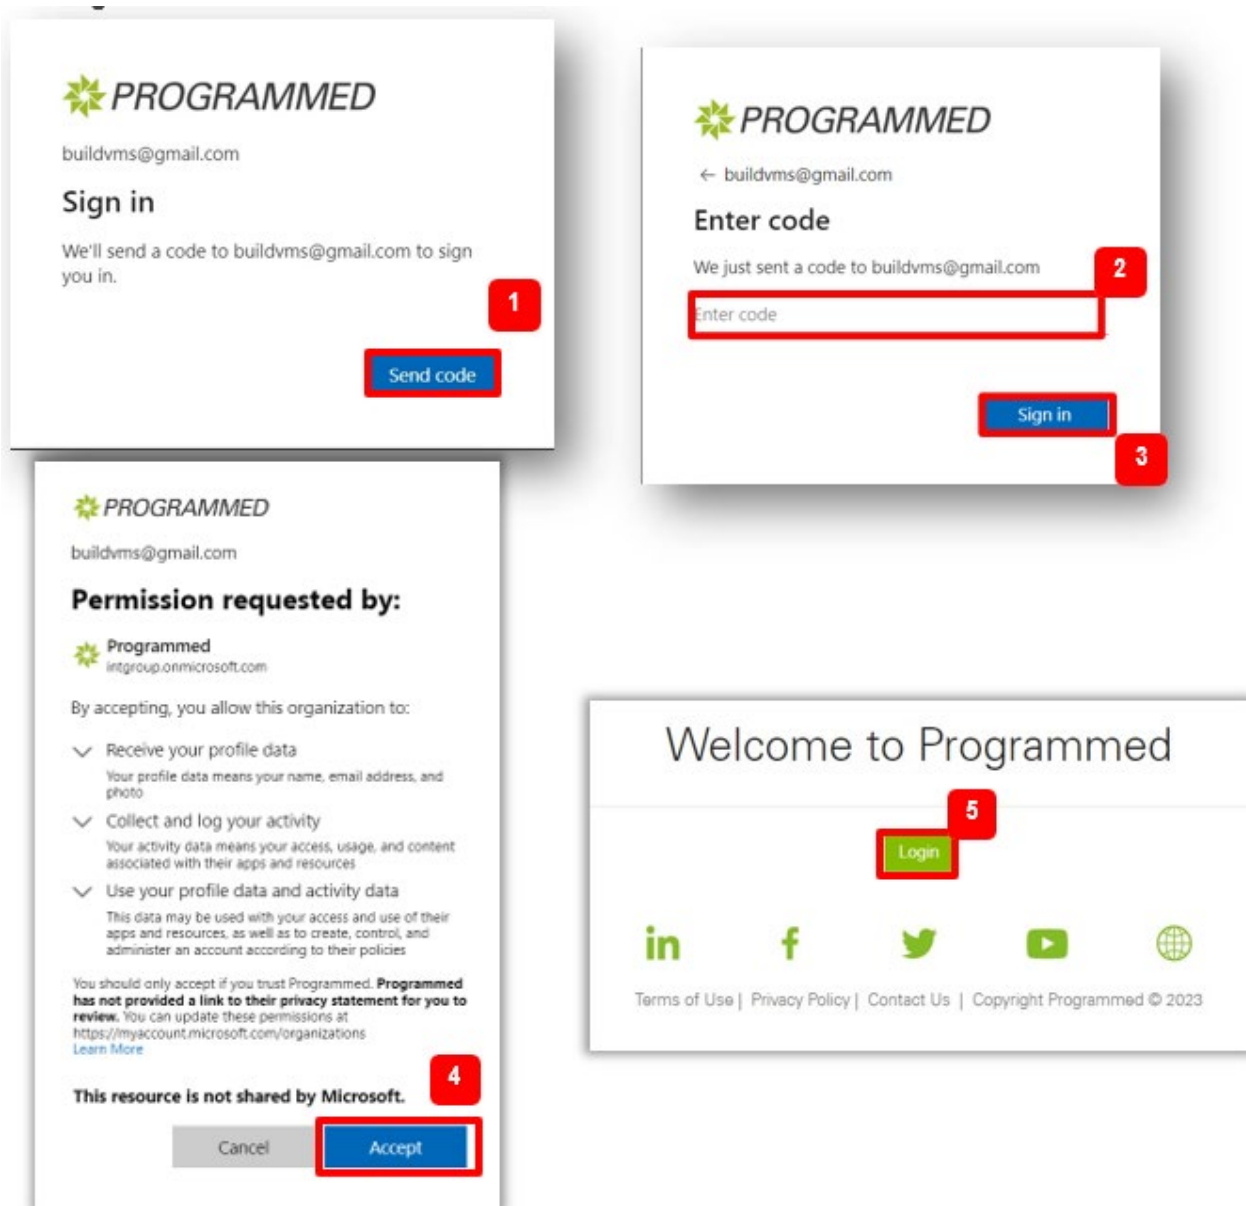 PROGRAMMED
buildvms@gmail.com
Sign in
We'll send a code to buildvms@gmail.com to sign
you in.
1
Send code
PROGRAMMED
← buildvms@gmail.com
Enter code
We just sent a code to buildvms@gmail.com
2
Enter code
Sign in
3
PROGRAMMED
buildvms@gmail.com
Permission requested by:
Programmed
intgroup.onmicrosoft.com
By accepting, you allow this organization to:
Receive your profile data
Your profile data means your name, email address, and
photo
Collect and log your activity
Your activity data means your access, usage, and content
associated with their apps and resources
Use your profile data and activity data
This data may be used with your access and use of their
apps and resources, as well as to create, control, and
administer an account according to their policies
You should only accept if you trust Programmed. Programmed
has not provided a link to their privacy statement for you to
review. You can update these permissions at
https://myaccount.microsoft.com/organizations
Learn More
4
This resource is not shared by Microsoft.
Cancel
Accept
Welcome to Programmed
5
Login
in f
Terms of Use | Privacy Policy | Contact Us | Copyright Programmed © 2023